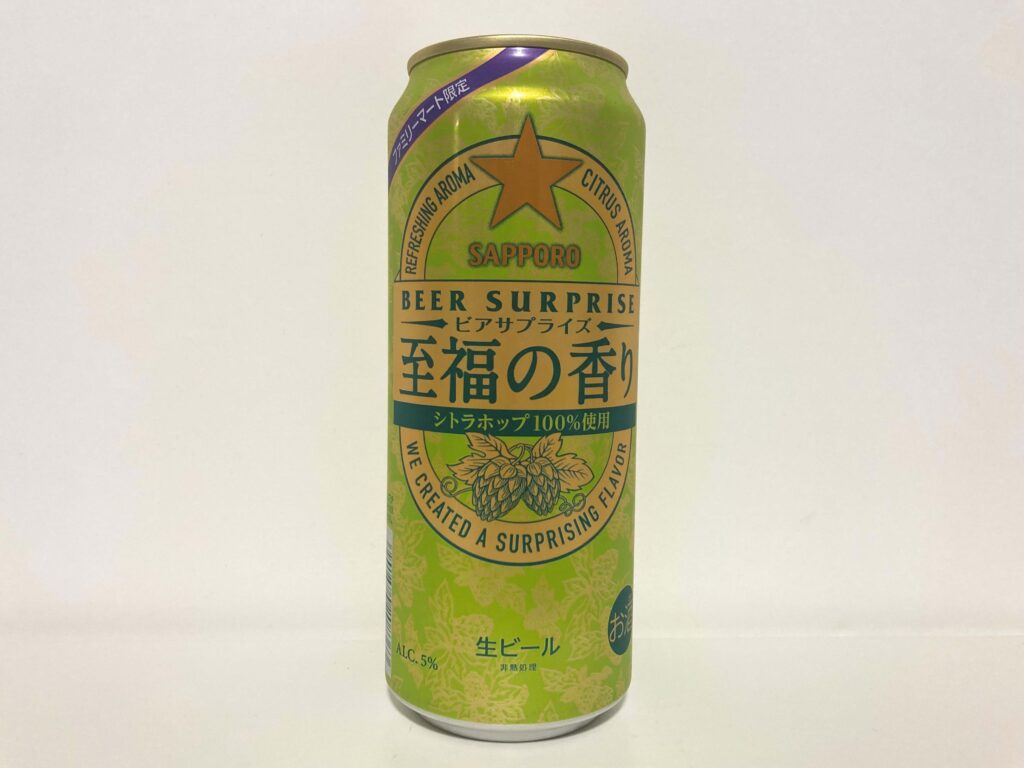 ファミリーマート限定
REFRESHING AROMA
CITRUS AROMA
SAPPORO
BEER SURPRISE
ビアサプライズ
至福の香り
シトラホップ100%使用
WE CREATED A SURPRISING FLAVOR
お酒
ALC. 5%
生ビール
非熱処理